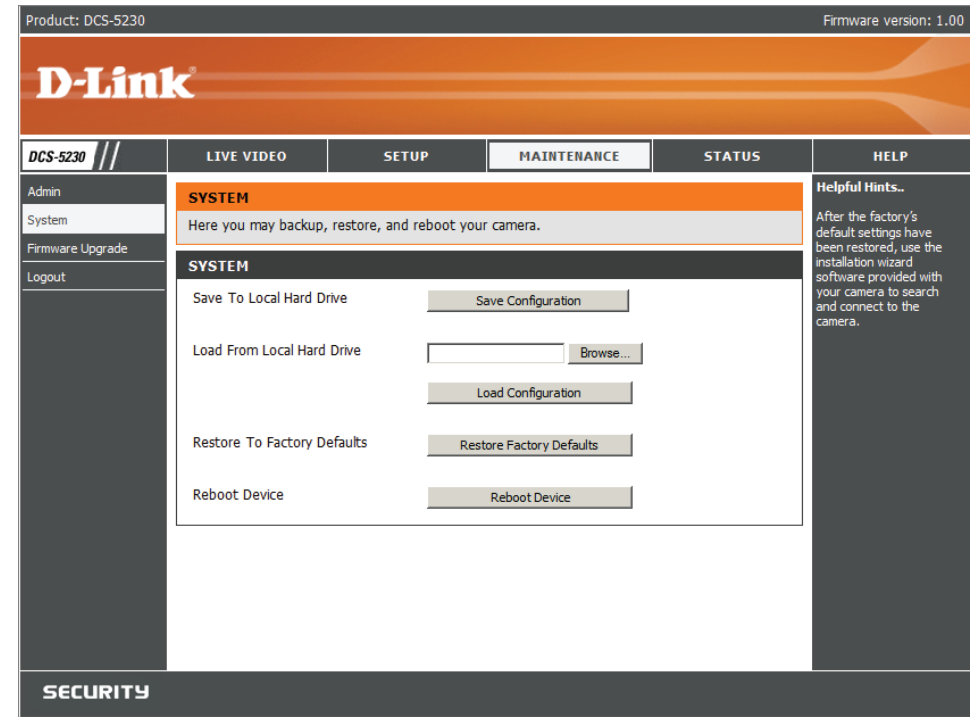 Product: DCS-5230
Firmware version: 1.00
D-Link®
DCS-5230
LIVE VIDEO
SETUP
MAINTENANCE
STATUS
HELP
Admin
System
Firmware Upgrade
Logout
SYSTEM
Here you may backup, restore, and reboot your camera.
SYSTEM
Save To Local Hard Drive
Save Configuration
Load From Local Hard Drive
Browse...
Load Configuration
Restore To Factory Defaults
Restore Factory Defaults
Reboot Device
Reboot Device
Helpful Hints..
After the factory's
default settings have
been restored, use the
installation wizard
software provided with
your camera to search
and connect to the
camera.
SECURITY